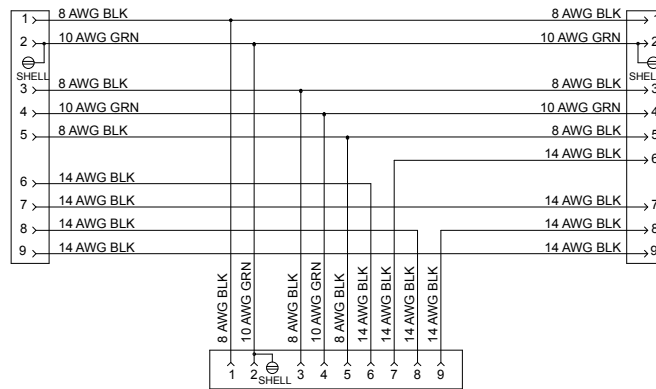 1 8 AWG BLK 8 AWG BLK 1
2 10 AWG GRN 10 AWG GRN 2
SHELL SHELL
3 8 AWG BLK 8 AWG BLK 3
4 10 AWG GRN 10 AWG GRN 4
5 8 AWG BLK 8 AWG BLK 5
14 AWG BLK 6
6 14 AWG BLK
7 14 AWG BLK 14 AWG BLK 7
8 14 AWG BLK 14 AWG BLK 8
9 14 AWG BLK 14 AWG BLK 9
8 AWG BLK
10 AWG GRN
8 AWG BLK
10 AWG GRN
8 AWG BLK
14 AWG BLK
14 AWG BLK
14 AWG BLK
14 AWG BLK
1 2 3 4 5 6 7 8 9
SHELL